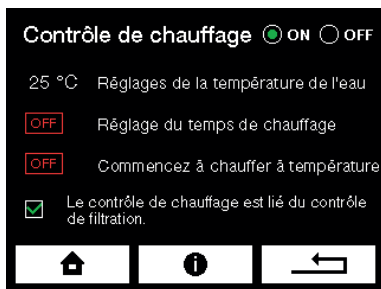 Contrôle de chauffage ON OFF
25 °C Réglages de la température de l'eau
OFF Réglage du temps de chauffage
OFF Commencez à chauffer à température
Le contrôle de chauffage est lié du contrôle
de filtration.